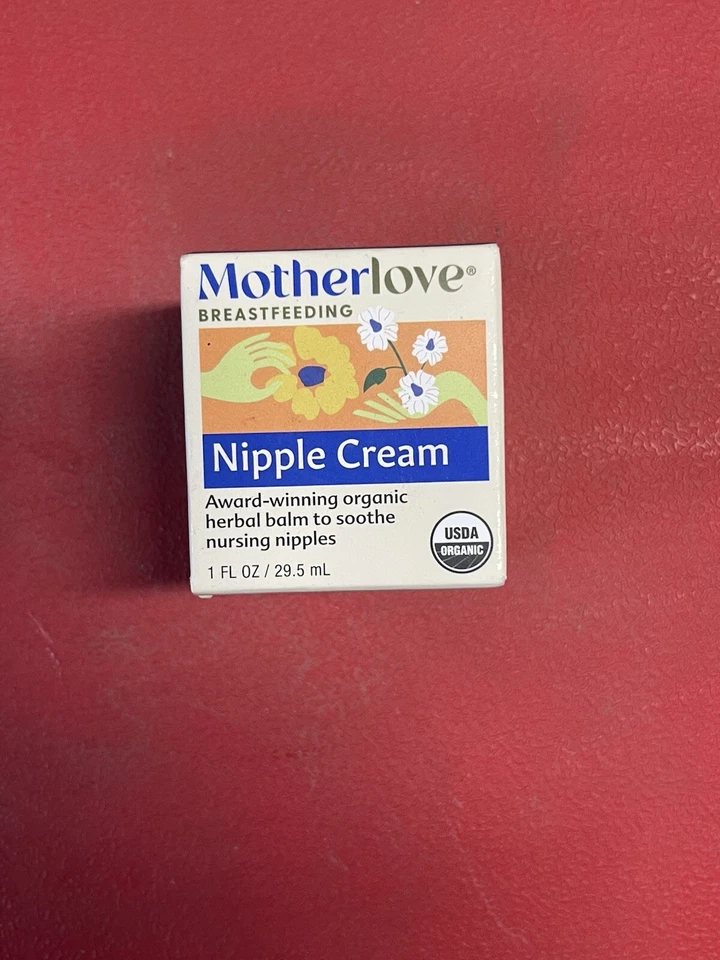 Motherlove®
BREASTFEEDING
Nipple Cream
Award-winning organic
herbal balm to soothe
nursing nipples
1 FL OZ / 29.5 mL
USDA
ORGANIC